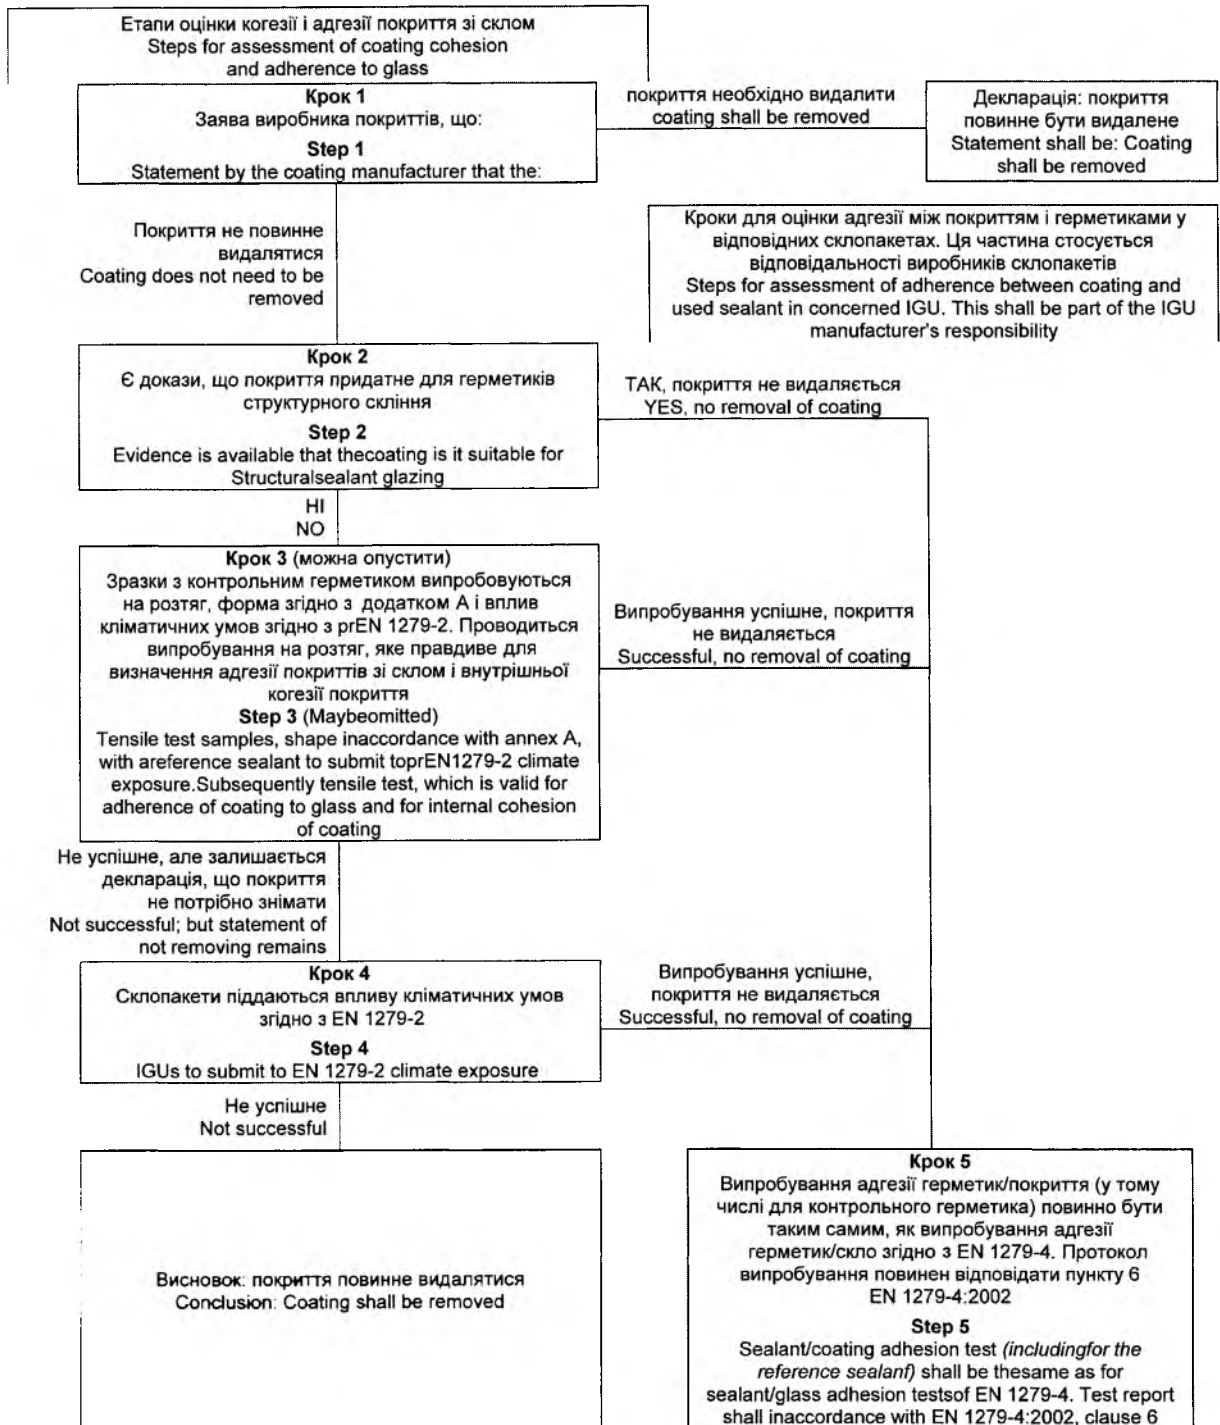 Етапи оцінки когезії і адгезії покриття зі склом
Steps for assessment of coating cohesion
and adherence to glass
Крок 1
Заява виробника покриттів, що:
Step 1
Statement by the coating manufacturer that the:
покриття необхідно видалити
coating shall be removed
Декларація: покриття
повинне бути видалене
Statement shall be: Coating
shall be removed
Покриття не повинне
видалятися
Coating does not need to be
removed
Кроки для оцінки адгезії між покриттям і герметиками у
відповідних склопакетах. Ця частина стосується
відповідальності виробників склопакетів
Steps for assessment of adherence between coating and
used sealant in concerned IGU. This shall be part of the IGU
manufacturer's responsibility
Крок 2
Є докази, що покриття придатне для герметиків
структурного скління
Step 2
Evidence is available that thecoating is it suitable for
Structuralsealant glazing
ТАК, покриття не видаляється
YES, no removal of coating
НІ
NO
Крок 3 (можна опустити)
Зразки з контрольним герметиком випробовуються
на розтяг, форма згідно з додатком А і вплив
кліматичних умов згідно з prEN 1279-2. Проводиться
випробування на розтяг, яке правдиве для
визначення адгезії покриттів зі склом і внутрішньої
когезії покриття
Step 3 (Maybeomitted)
Tensile test samples, shape inaccordance with annex A,
with areference sealant to submit toprEN1279-2 climate
exposure.Subsequently tensile test, which is valid for
adherence of coating to glass and for internal cohesion
of coating
Випробування успішне, покриття
не видаляється
Successful, no removal of coating
Не успішне, але залишається
декларація, що покриття
не потрібно знімати
Not successful; but statement of
not removing remains
Крок 4
Склопакети піддаються впливу кліматичних умов
згідно з EN 1279-2
Step 4
IGUs to submit to EN 1279-2 climate exposure
Випробування успішне,
покриття не видаляється
Successful, no removal of coating
Не успішне
Not successful
Висновок: покриття повинне видалятися
Conclusion: Coating shall be removed
Крок 5
Випробування адгезії герметик/покриття (у тому
числі для контрольного герметика) повинно бути
таким самим, як випробування адгезії
герметик/скло згідно з EN 1279-4. Протокол
випробування повинен відповідати пункту 6
EN 1279-4:2002
Step 5
Sealant/coating adhesion test (includingfor the
reference sealanf) shall be thesame as for
sealant/glass adhesion testsof EN 1279-4. Test report
shall inaccordance with EN 1279-4:2002, clause 6